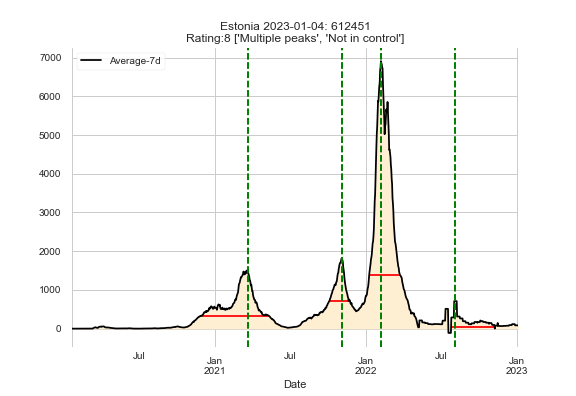 Estonia 2023-01-04: 612451
Rating:8 ['Multiple peaks', 'Not in control']
Average-7d
7000
6000
5000
4000
3000
2000
1000
0
Jul
Jan
2021
Jul
Jan
2022
Jul
Jan
2023
Date